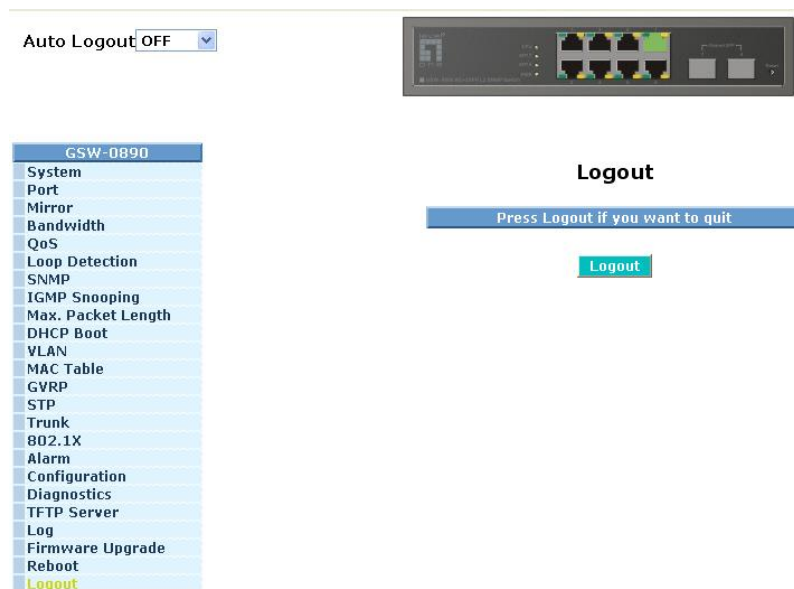 Auto Logout OFF
GSW-0890
System
Port
Mirror
Bandwidth
QoS
Loop Detection
SNMP
IGMP Snooping
Max. Packet Length
DHCP Boot
VLAN
MAC Table
GVRP
STP
Trunk
802.1X
Alarm
Configuration
Diagnostics
TFTP Server
Log
Firmware Upgrade
Reboot
Logout
Logout
Press Logout if you want to quit
Logout